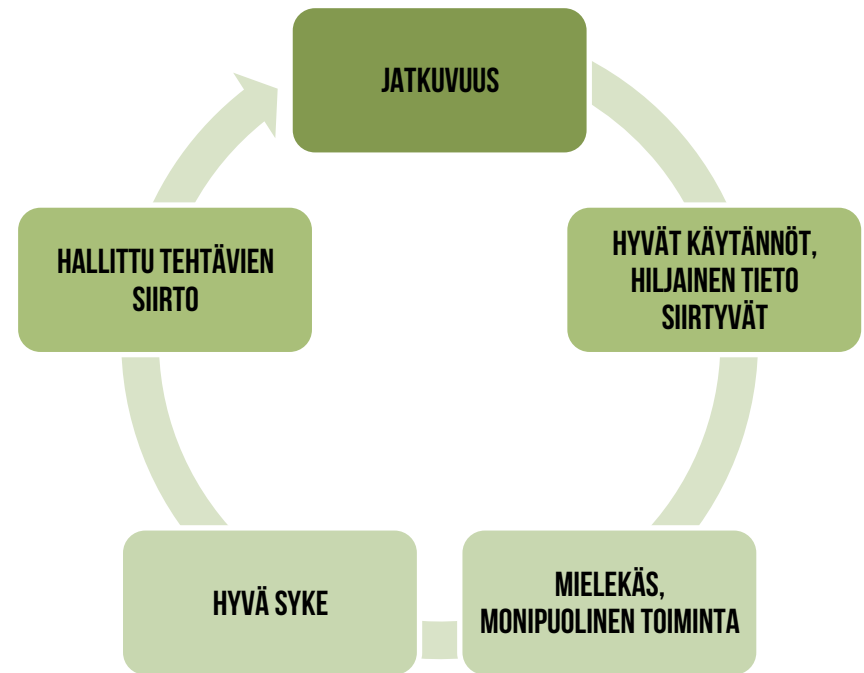 JATKUVUUS
HYVÄT KÄYTÄNNÖT,
HILJAINEN TIETO
SIIRTYVÄT
MIELEKÄS,
MONIPUOLINEN TOIMINTA
HYVÄ SYKE
HALLITTU TEHTÄVIEN
SIIRTO